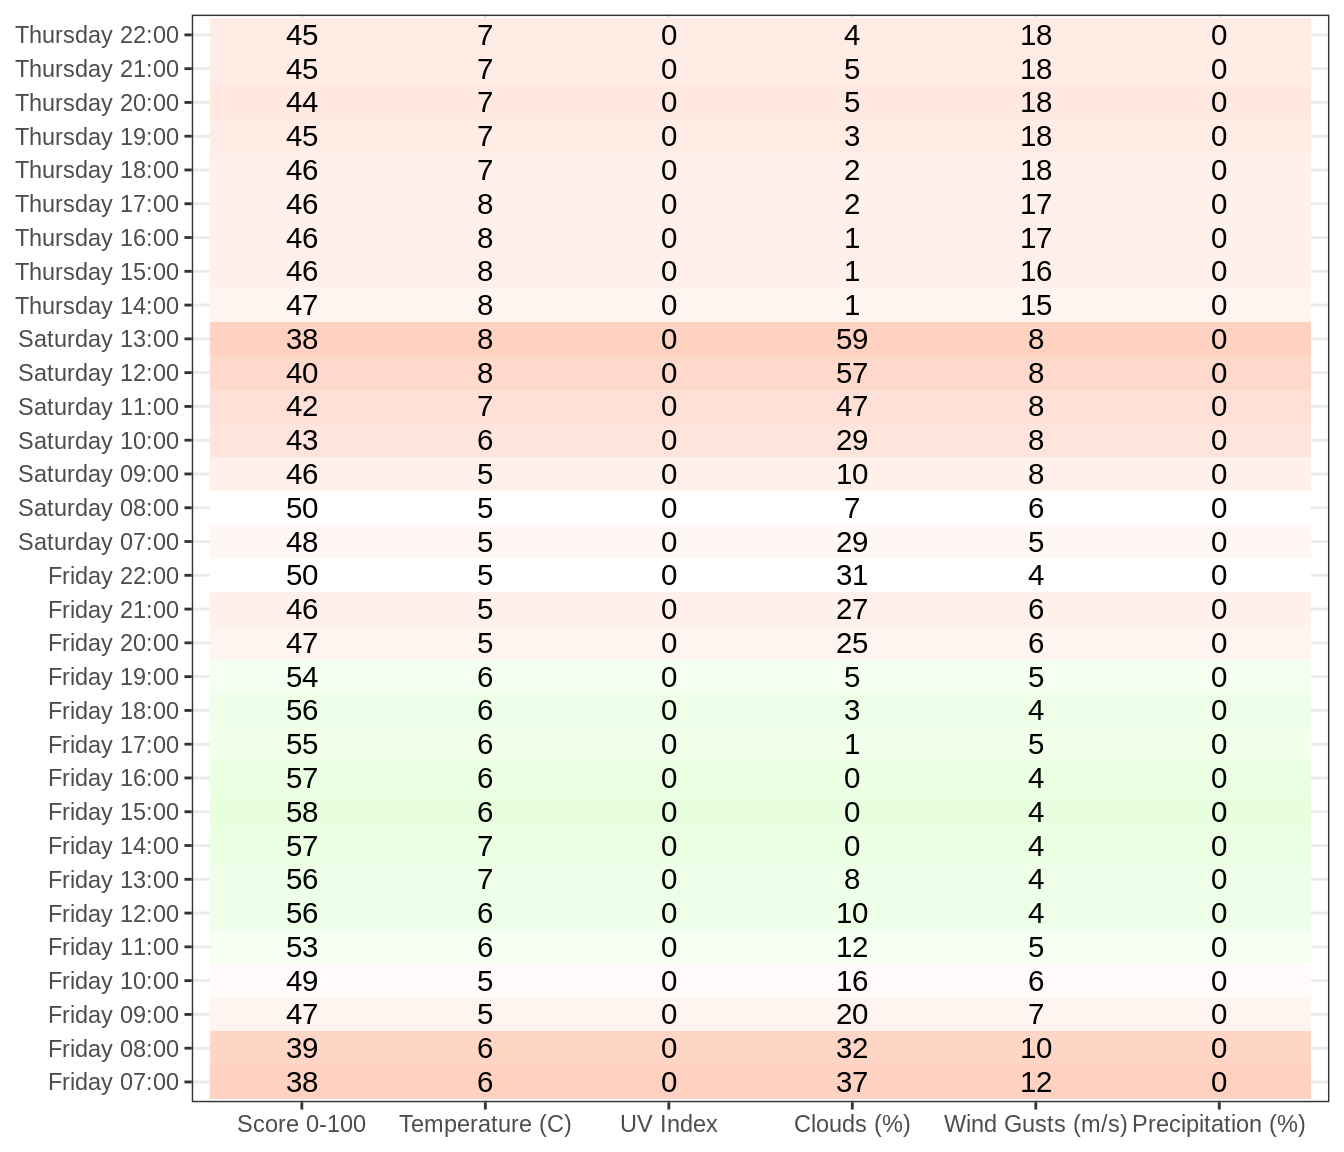 Thursday 22:00 45 7 0 4 18 0
Thursday 21:00 45 7 0 5 18 0
Thursday 20:00 44 7 0 5 18 0
Thursday 19:00 45 7 0 3 18 0
Thursday 18:00 46 7 0 2 18 0
Thursday 17:00 46 8 0 2 17 0
Thursday 16:00 46 8 0 1 17 0
Thursday 15:00 46 8 0 1 16 0
Thursday 14:00 47 8 0 1 15 0
Saturday 13:00 38 8 0 59 8 0
Saturday 12:00 40 8 0 57 8 0
Saturday 11:00 42 7 0 47 8 0
Saturday 10:00 43 6 0 29 8 0
Saturday 09:00 46 5 0 10 8 0
Saturday 08:00 50 5 0 7 6 0
Saturday 07:00 48 5 0 29 5 0
Friday 22:00 50 5 0 31 4 0
Friday 21:00 46 5 0 27 6 0
Friday 20:00 47 5 0 25 6 0
Friday 19:00 54 6 0 5 5 0
Friday 18:00 56 6 0 3 4 0
Friday 17:00 55 6 0 1 5 0
Friday 16:00 57 6 0 0 4 0
Friday 15:00 58 6 0 0 4 0
Friday 14:00 57 7 0 0 4 0
Friday 13:00 56 7 0 8 4 0
Friday 12:00 56 6 0 10 4 0
Friday 11:00 53 6 0 12 5 0
Friday 10:00 49 5 0 16 6 0
Friday 09:00 47 5 0 20 7 0
Friday 08:00 39 6 0 32 10 0
Friday 07:00 38 6 0 37 12 0
Score 0-100 Temperature (C) UV Index Clouds (%) Wind Gusts (m/s) Precipitation (%)